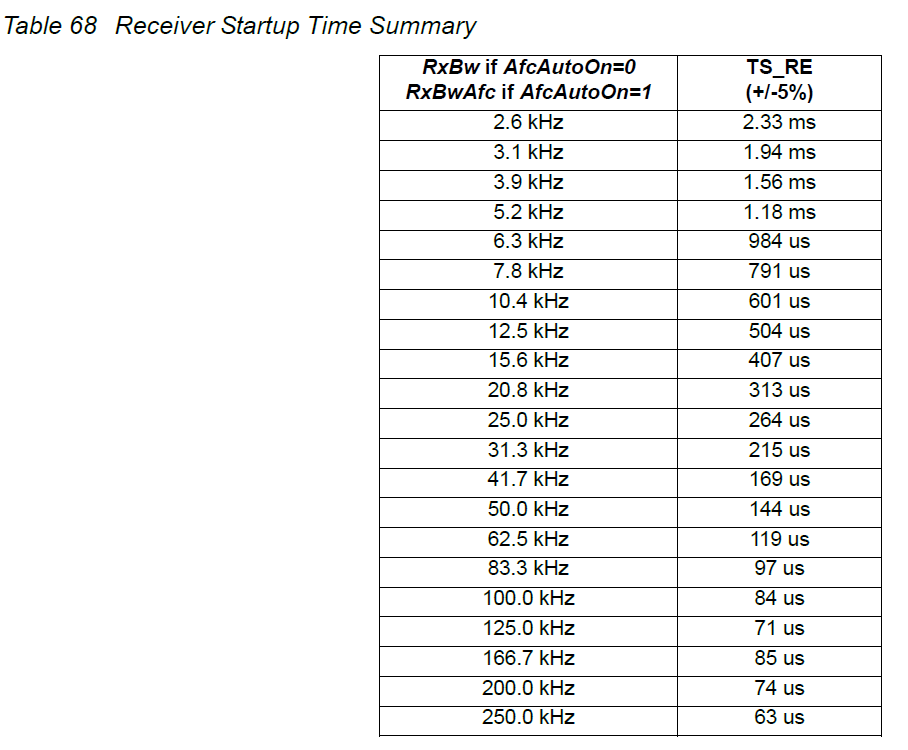 Table 68 Receiver Startup Time Summary
RxBw if AfcAutoOn=0 TS_RE
RxBwAfc if AfcAutoOn=1 (+/-5%)
2.6 kHz 2.33 ms
3.1 kHz 1.94 ms
3.9 kHz 1.56 ms
5.2 kHz 1.18 ms
6.3 kHz 984 us
7.8 kHz 791 us
10.4 kHz 601 us
12.5 kHz 504 us
15.6 kHz 407 us
20.8 kHz 313 us
25.0 kHz 264 us
31.3 kHz 215 us
41.7 kHz 169 us
50.0 kHz 144 us
62.5 kHz 119 us
83.3 kHz 97 us
100.0 kHz 84 us
125.0 kHz 71 us
166.7 kHz 85 us
200.0 kHz 74 us
250.0 kHz 63 us